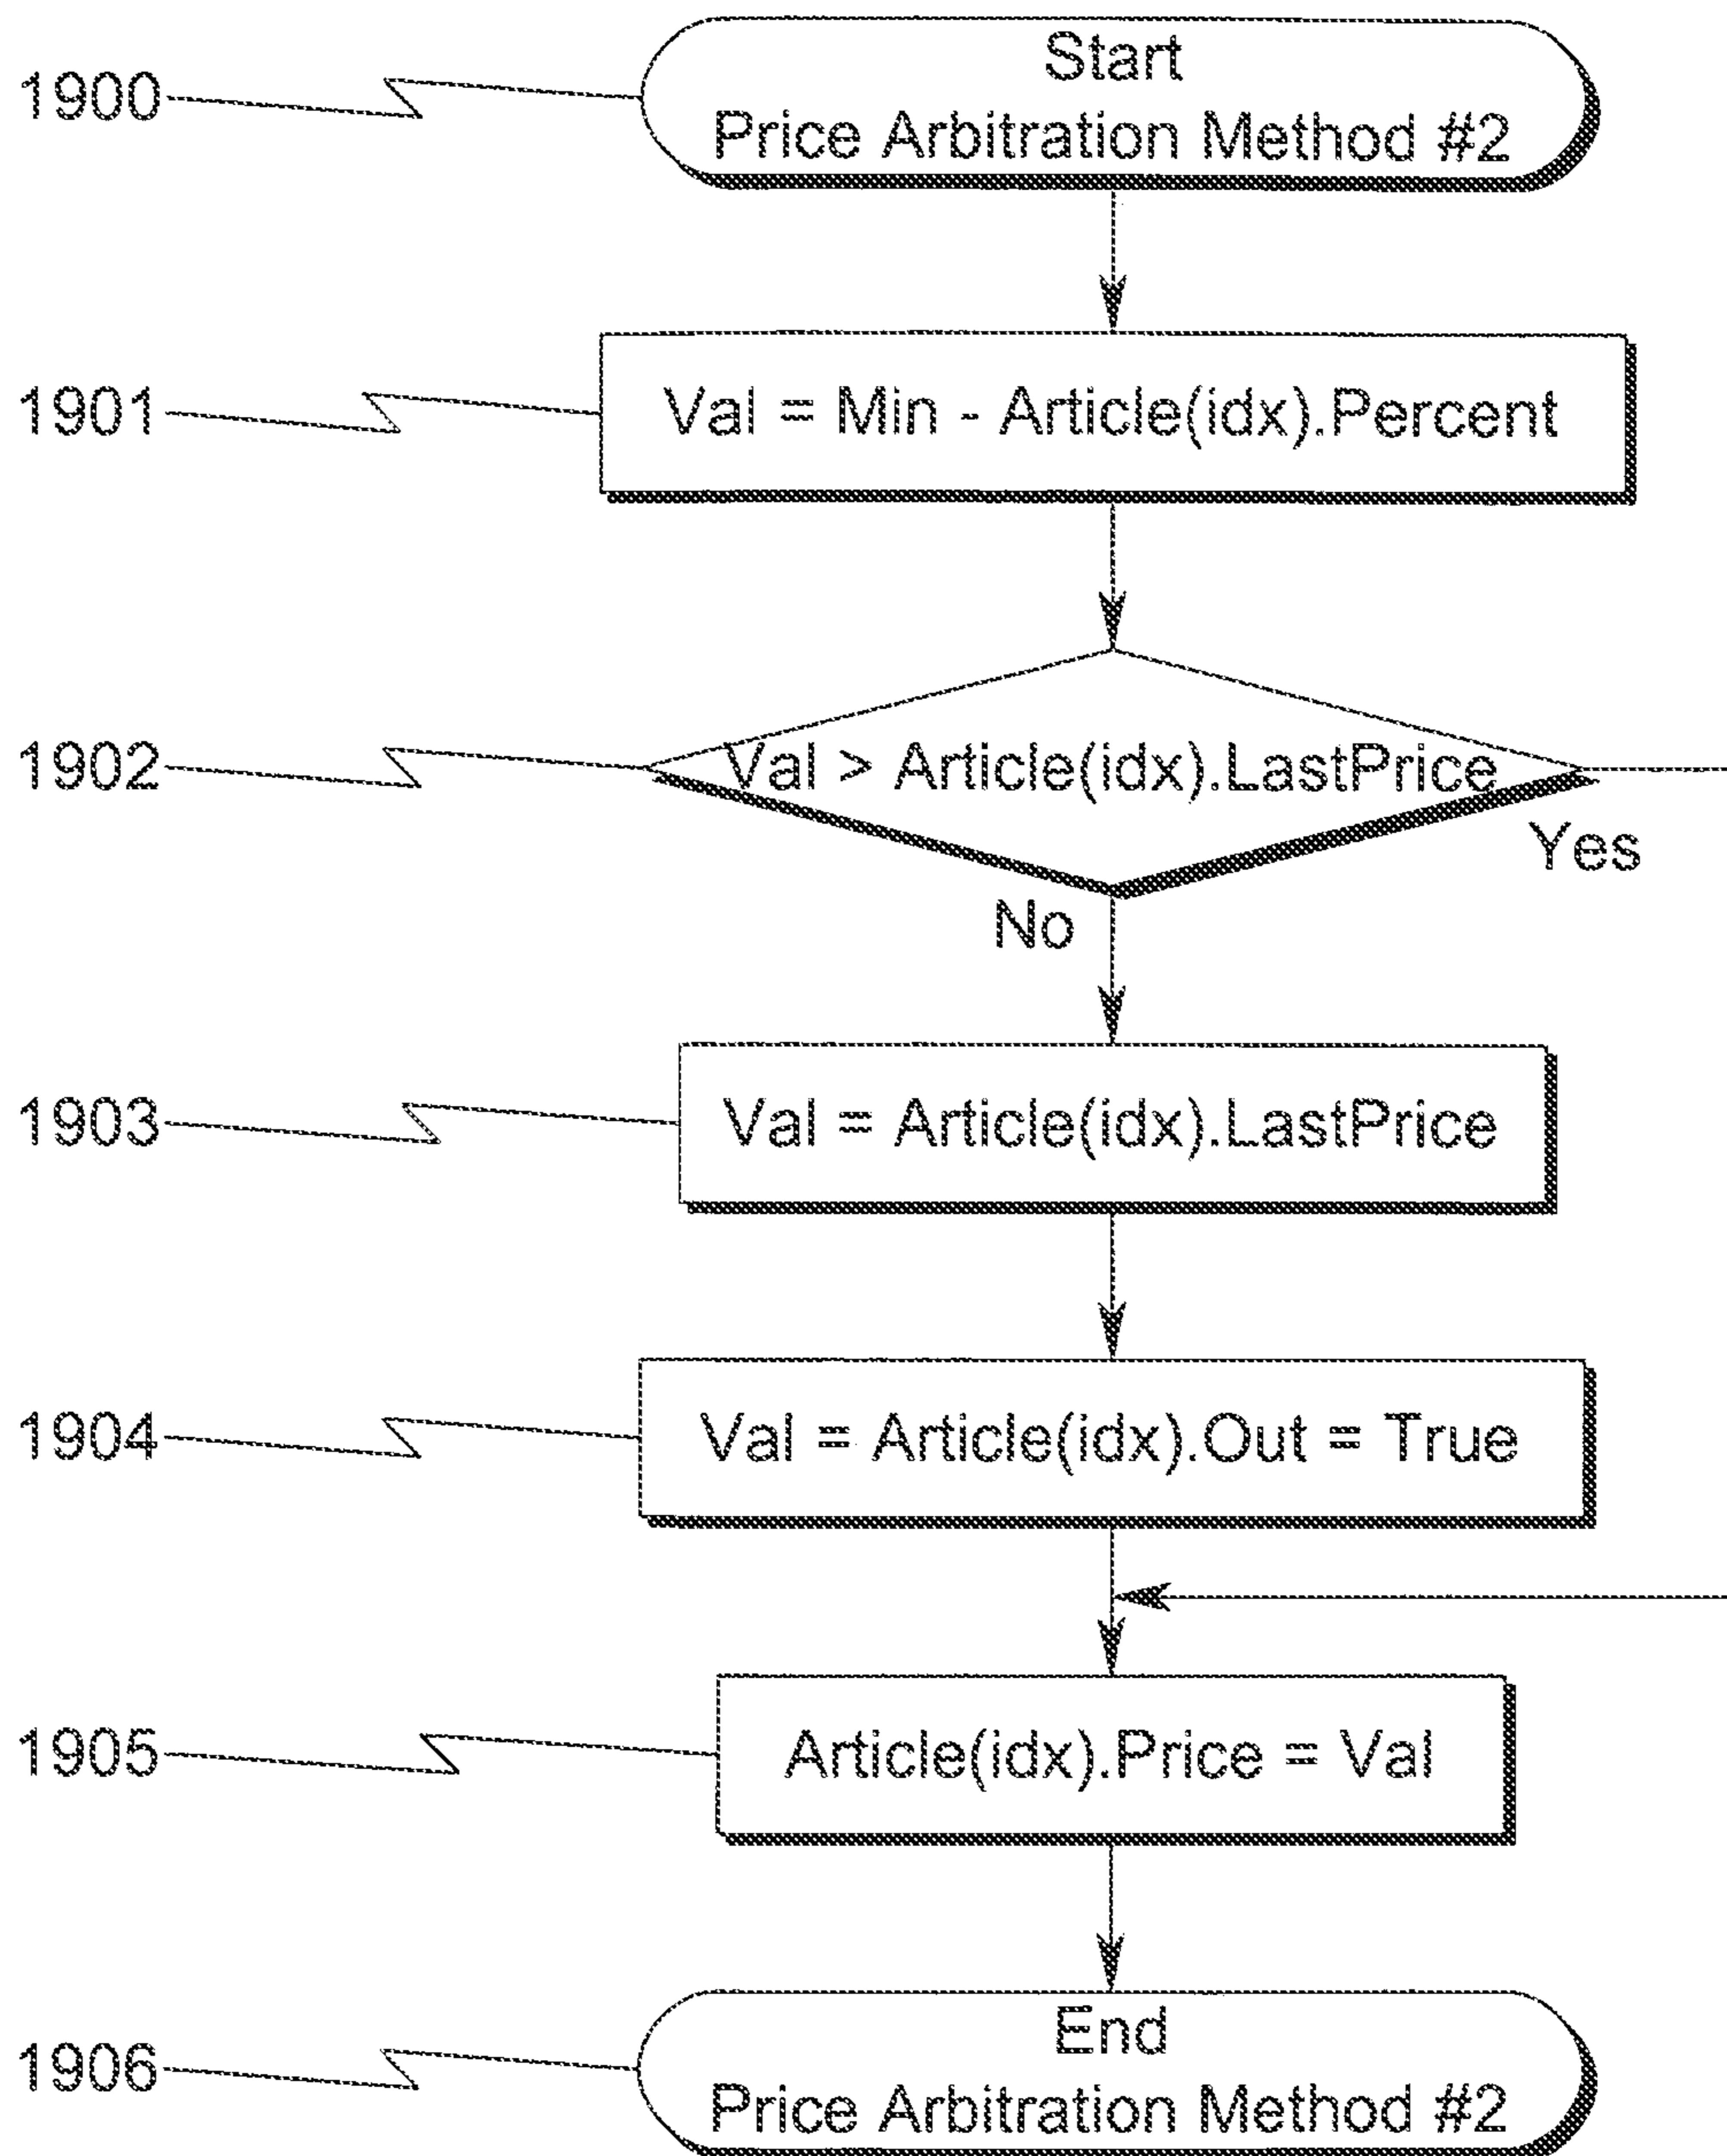 1900
Start
Price Arbitration Method #2
1901
Val = Min - Article(idx).Percent
1902
Val > Article(idx).LastPrice
Yes
No
1903
Val = Article(idx).LastPrice
1904
Val = Article(idx).Out = True
1905
Article(idx).Price = Val
1906
End
Price Arbitration Method #2